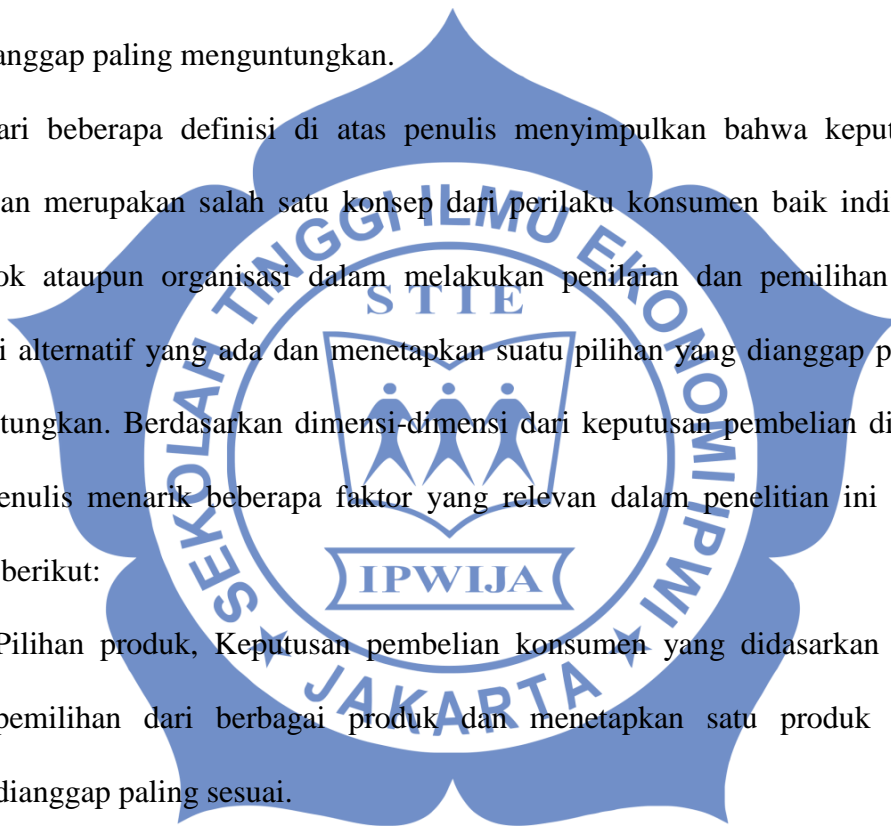 anggap paling menguntungkan.
ari beberapa definisi di atas penulis menyimpulkan bahwa keput
an merupakan salah satu konsep dari perilaku konsumen baik indi
ok ataupun organisasi dalam melakukan penilaian dan pemilihan
i alternatif yang ada dan menetapkan suatu pilihan yang dianggap p
tungkan. Berdasarkan dimensi-dimensi dari keputusan pembelian di
enulis menarik beberapa faktor yang relevan dalam penelitian ini
berikut:
Pilihan produk, Keputusan pembelian konsumen yang didasarkan
pemilihan dari berbagai produk dan menetapkan satu produk
dianggap paling sesuai.
SEKOLAH TINGGI ILMU EKONOMI IPWI
STIE
IPWIJA
JAKARTA